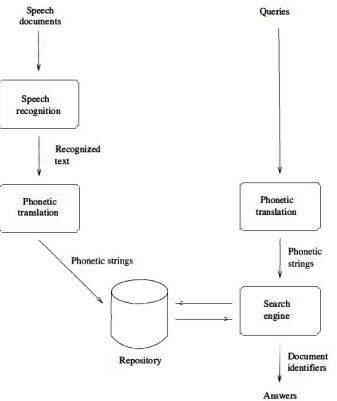 Speech
documents
Queries
Speech
recognition
Recognized
text
Phonetic
translation
Phonetic
translation
Phonetic strings
Phonetic
strings
Search
engine
Repository
Document
identifiers
Answers